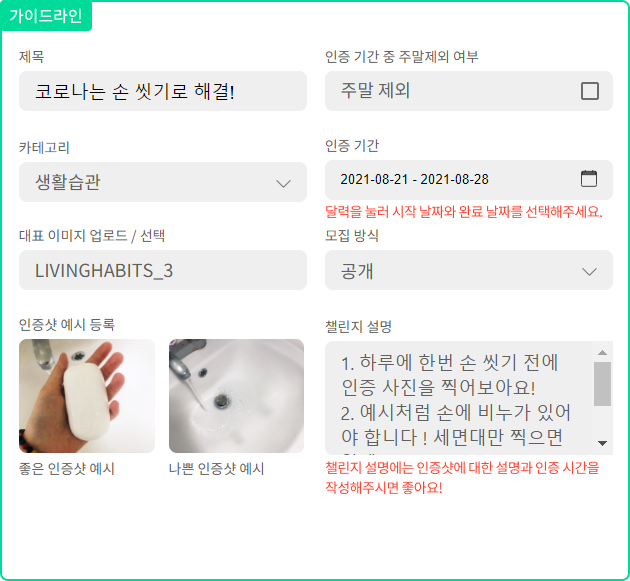 가이드라인
제목
코로나는 손 씻기로 해결!
인증 기간 중 주말제외 여부
주말 제외
카테고리
생활습관
인증 기간
2021-08-21 - 2021-08-28
달력을 눌러 시작 날짜와 완료 날짜를 선택해주세요.
대표 이미지 업로드 / 선택
LIVINGHABITS_3
모집 방식
공개
인증샷 예시 등록
좋은 인증샷 예시
나쁜 인증샷 예시
챌린지 설명
1. 하루에 한번 손 씻기 전에
인증 사진을 찍어보아요!
2. 예시처럼 손에 비누가 있어
야 합니다 ! 세면대만 찍으면
챌린지 설명에는 인증샷에 대한 설명과 인증 시간을
작성해주시면 좋아요!